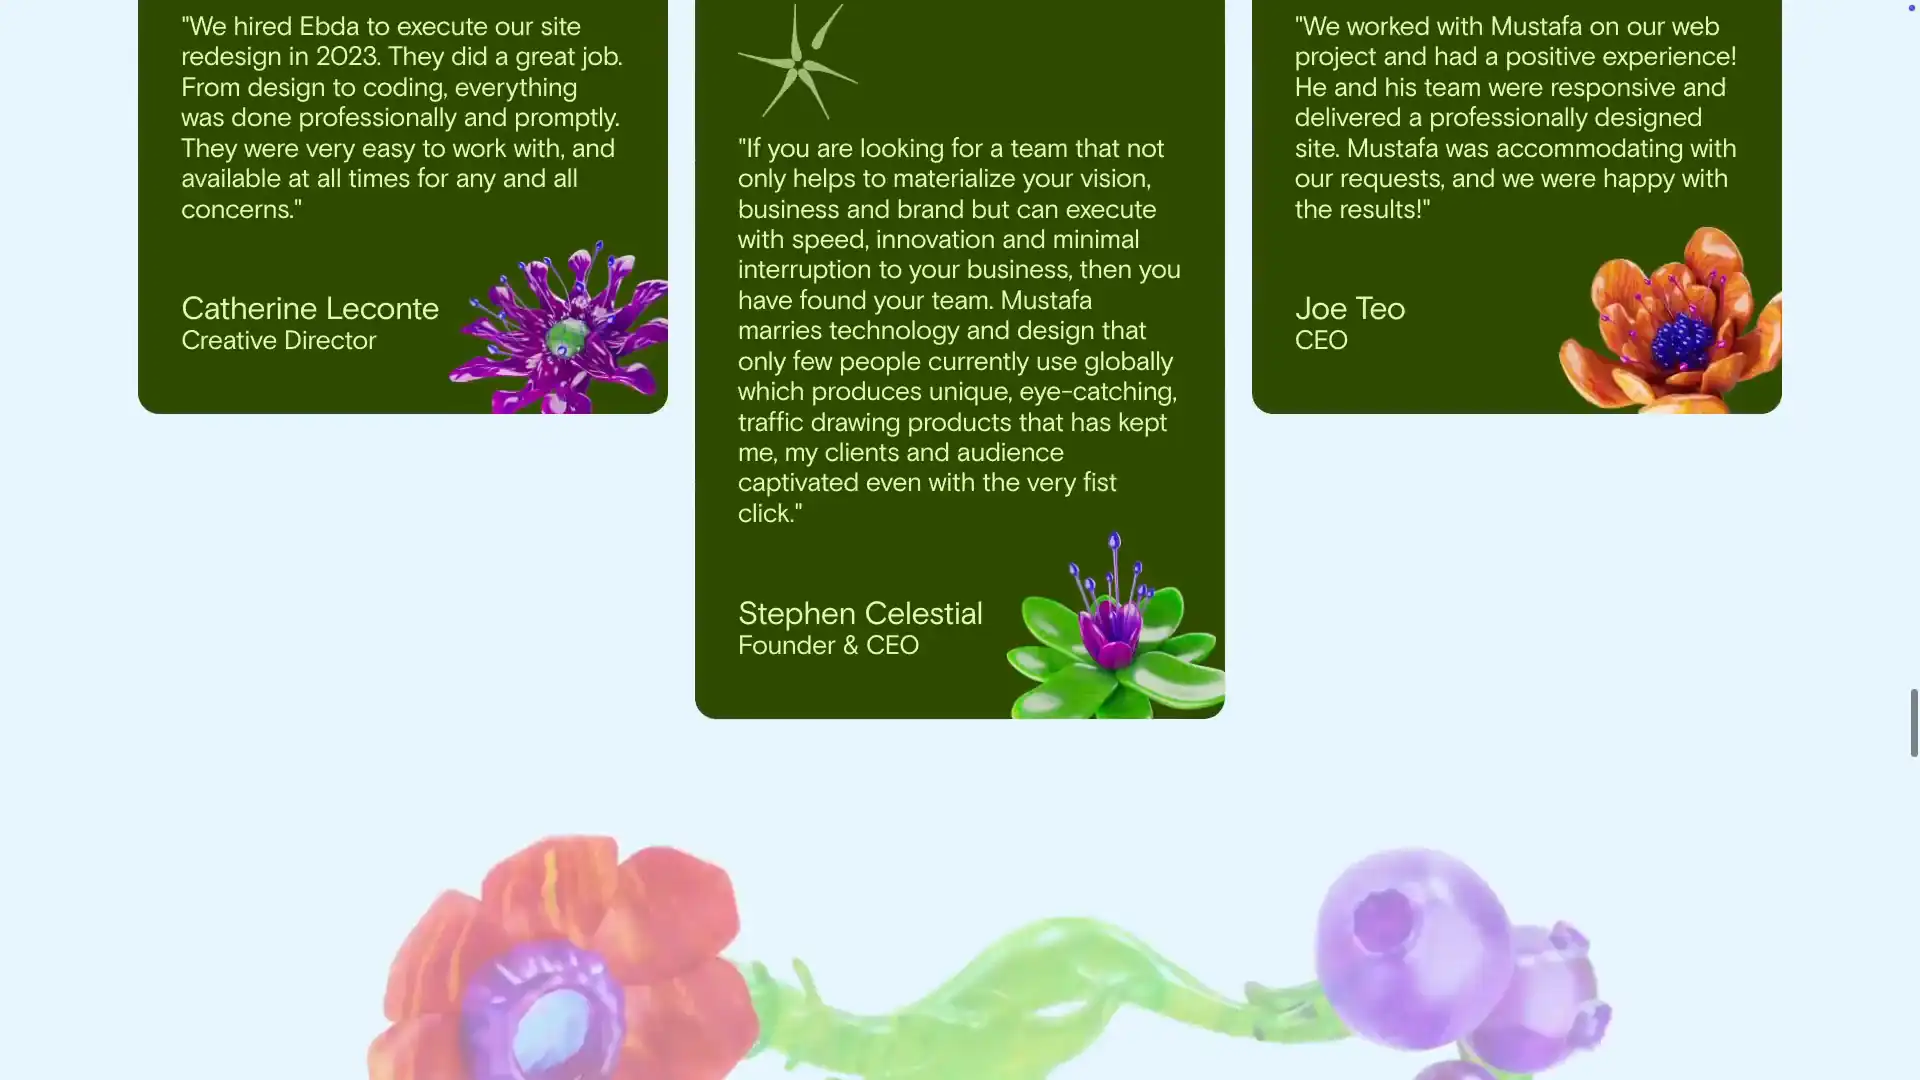 "We hired Ebda to execute our site
redesign in 2023. They did a great job.
From design to coding, everything
was done professionally and promptly.
They were very easy to work with, and
available at all times for any and all
concerns."
Catherine Leconte
Creative Director
"If you are looking for a team that not
only helps to materialize your vision,
business and brand but can execute
with speed, innovation and minimal
interruption to your business, then you
have found your team. Mustafa
marries technology and design that
only few people currently use globally
which produces unique, eye-catching,
traffic drawing products that has kept
me, my clients and audience
captivated even with the very fist
click."
Stephen Celestial
Founder & CEO
"We worked with Mustafa on our web
project and had a positive experience!
He and his team were responsive and
delivered a professionally designed
site. Mustafa was accommodating with
our requests, and we were happy with
the results!"
Joe Teo
CEO